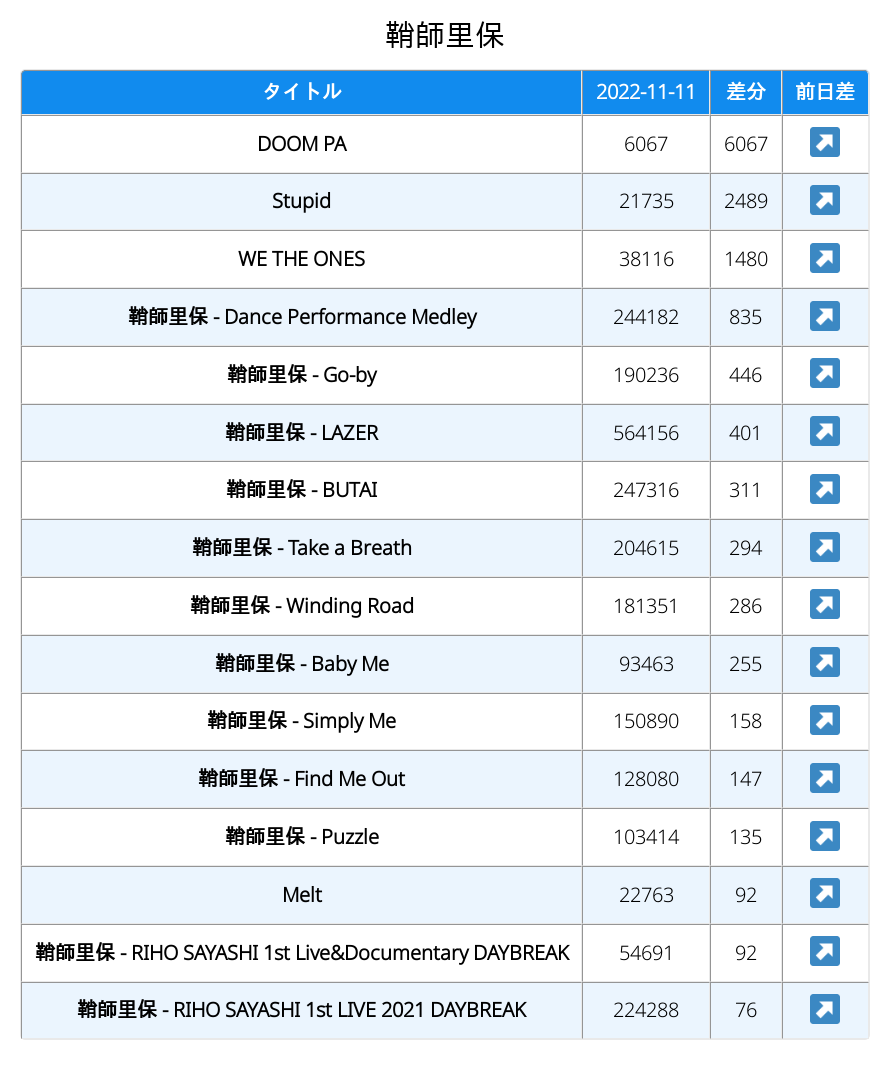 鞘師里保
タイトル 2022-11-11 差分 前日差
DOOM PA 6067 6067
Stupid 21735 2489
WE THE ONES 38116 1480
鞘師里保 - Dance Performance Medley 244182 835
鞘師里保 - Go-by 190236 446
鞘師里保 - LAZER 564156 401
鞘師里保 - BUTAI 247316 311
鞘師里保 - Take a Breath 204615 294
鞘師里保 - Winding Road 181351 286
鞘師里保 - Baby Me 93463 255
鞘師里保 - Simply Me 150890 158
鞘師里保 - Find Me Out 128080 147
鞘師里保 - Puzzle 103414 135
Melt 22763 92
鞘師里保 - RIHO SAYASHI 1st Live&Documentary DAYBREAK 54691 92
鞘師里保 - RIHO SAYASHI 1st LIVE 2021 DAYBREAK 224288 76